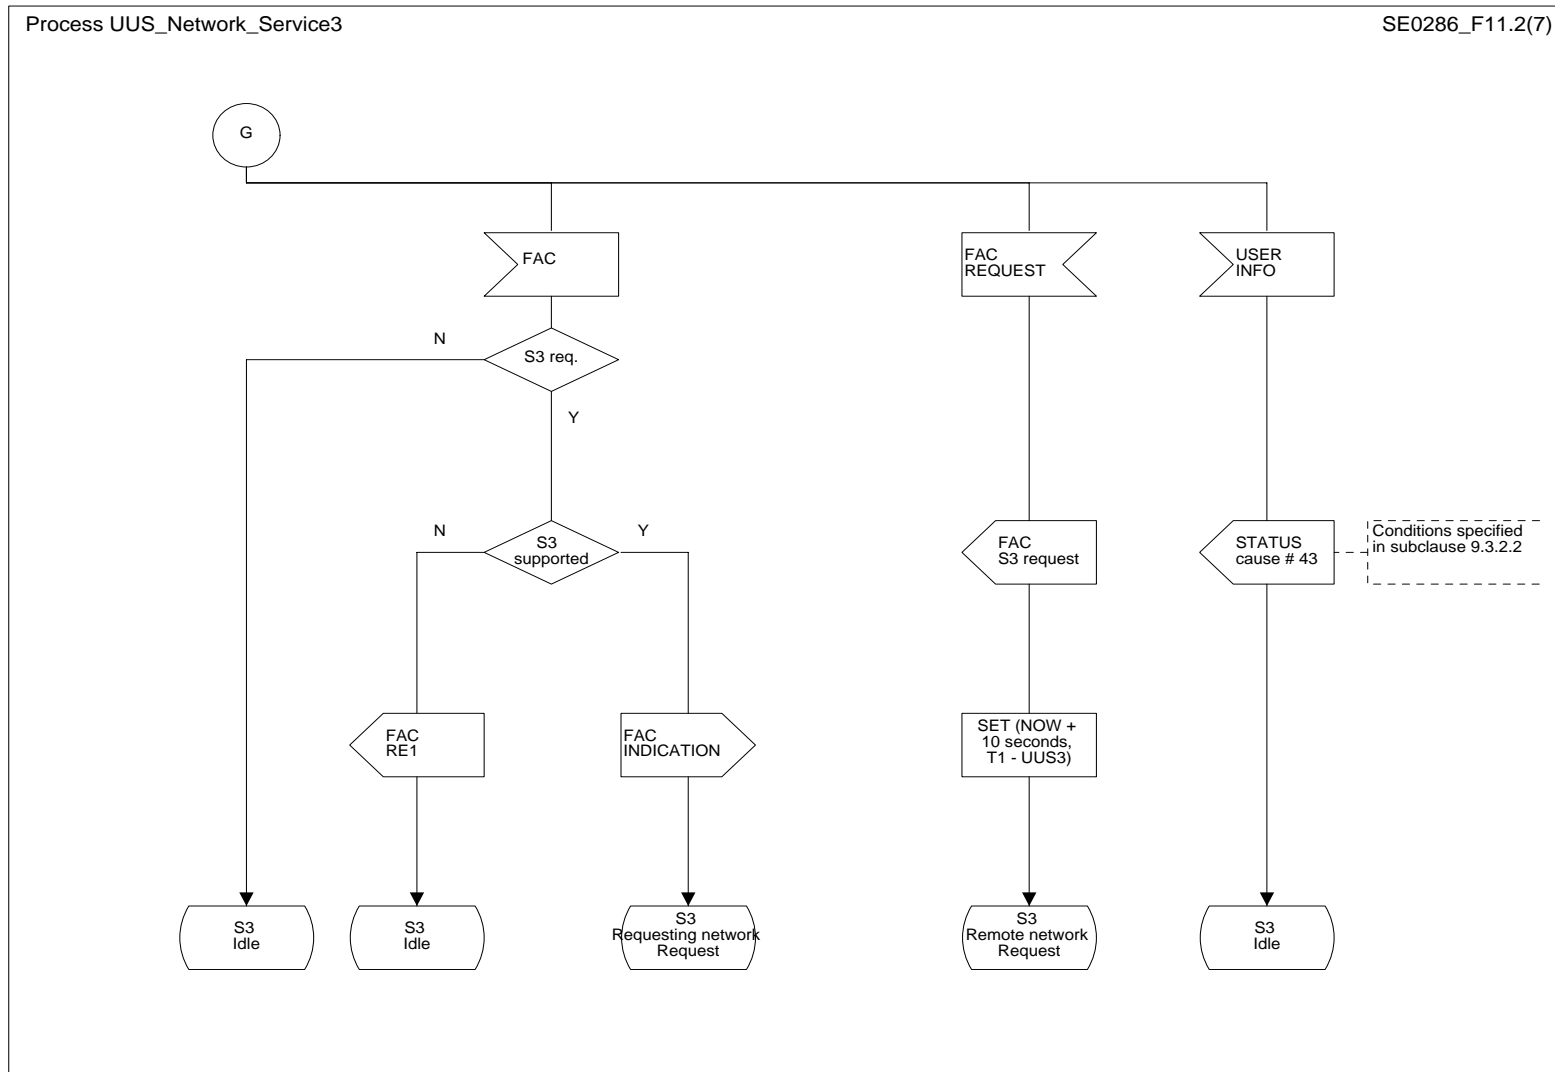 Process UUS_Network_Service3
SE0286_F11.2(7)
G
FAC
FAC
REQUEST
USER
INFO
N
S3 req.
Y
N
S3
supported
Y
FAC
S3 request
STATUS
cause # 43
Conditions specified
in subclause 9.3.2.2
FAC
RE1
FAC
INDICATION
SET (NOW +
10 seconds,
T1 - UUS3)
S3
Idle
S3
Idle
S3
Requesting network
Request
S3
Remote network
Request
S3
Idle